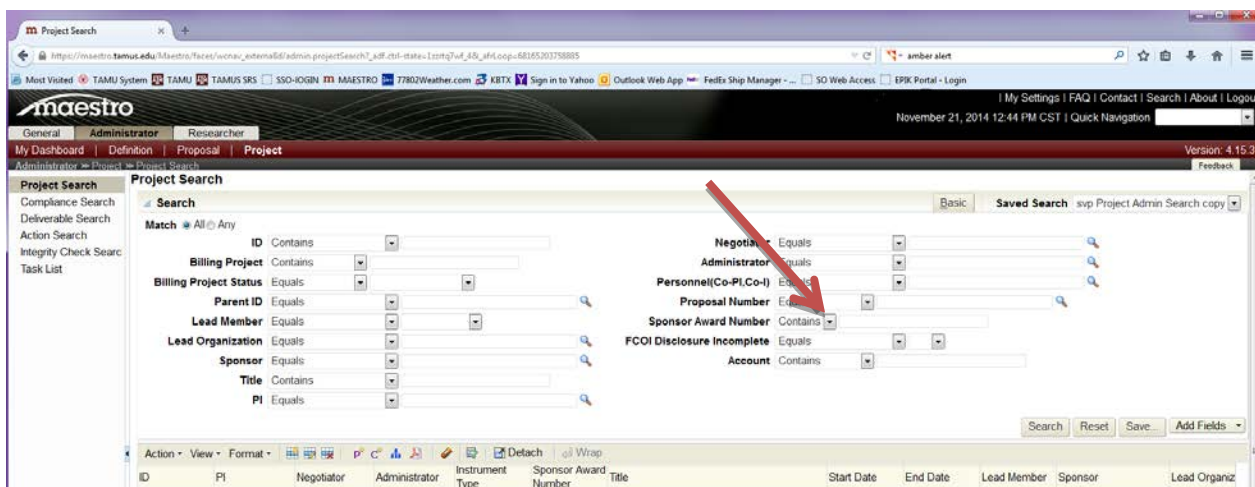 Project Search
https://maestro.tamus.edu/Maestro/faces/wcnav_externalId/admin.projectSearch?_adf.ctrl-state=1zsrtq7wf_4&_afrLoop=68165203758885
amber alert
Most Visited TAMU System TAMU TAMUS SRS SSO-IOGIN MAESTRO 77802Weather.com KBTX Sign in to Yahoo Outlook Web App FedEx Ship Manager - ... SO Web Access EPIK Portal - Login
maestro
| My Settings | FAQ | Contact | Search | About | Logou
November 21, 2014 12:44 PM CST | Quick Navigation
General Administrator Researcher
My Dashboard | Definition | Proposal | Project Version: 4.15.3
Administrator >> Project >> Project Search Feedback
Project Search
Compliance Search
Deliverable Search
Action Search
Integrity Check Searc
Task List
Project Search
Search Basic Saved Search svp Project Admin Search copy
Match All Any
ID Contains Negotiator Equals
Billing Project Contains Administrator Equals
Billing Project Status Equals Personnel(Co-PI,Co-I) Equals
Parent ID Equals Proposal Number Equals
Lead Member Equals Sponsor Award Number Contains
Lead Organization Equals FCOI Disclosure Incomplete Equals
Sponsor Equals Account Contains
Title Contains
PI Equals
Search Reset Save... Add Fields
Action View Format Detach Wrap
ID PI Negotiator Administrator Instrument Type Sponsor Award Number Title Start Date End Date Lead Member Sponsor Lead Organiz